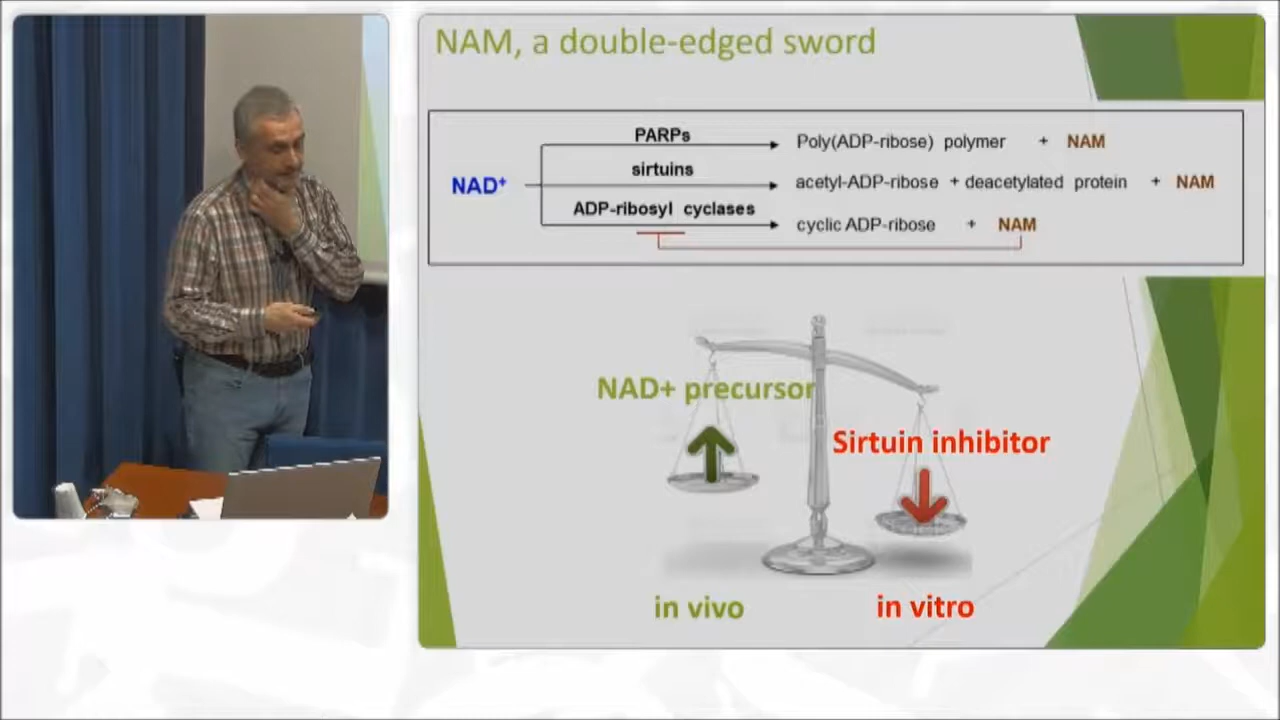 NAM, a double-edged sword
PARPs
Poly(ADP-ribose) polymer + NAM
sirtuins
NAD+
acetyl-ADP-ribose + deacetylated protein + NAM
ADP-ribosyl cyclases
cyclic ADP-ribose + NAM
NAD+ precursor
Sirtuin inhibitor
in vivo
in vitro